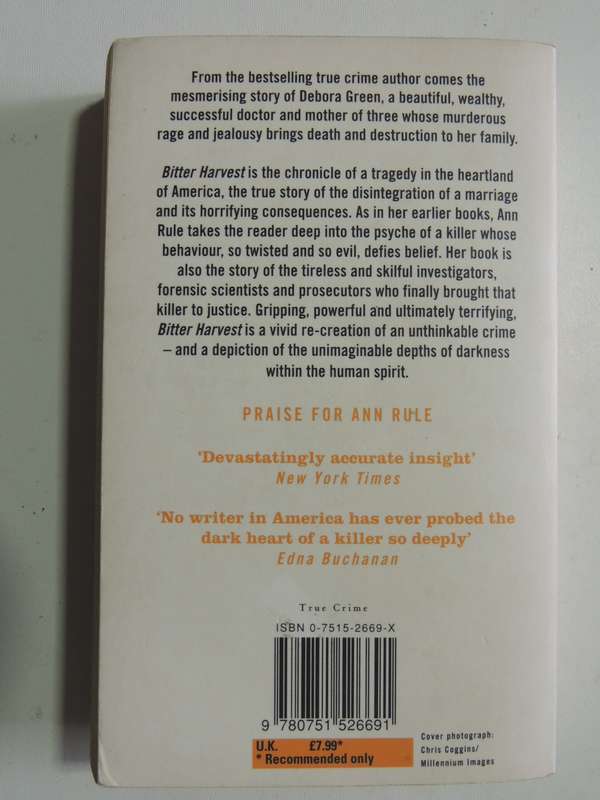 From the bestselling true crime author comes the
mesmerising story of Debora Green, a beautiful, wealthy,
successful doctor and mother of three whose murderous
rage and jealousy brings death and destruction to her family.
Bitter Harvest is the chronicle of a tragedy in the heartland
of America, the true story of the disintegration of a marriage
and its horrifying consequences. As in her earlier books, Ann
Rule takes the reader deep into the psyche of a killer whose
behaviour, so twisted and so evil, defies belief. Her book is
also the story of the tireless and skilful investigators,
forensic scientists and prosecutors who finally brought that
killer to justice. Gripping, powerful and ultimately terrifying,
Bitter Harvest is a vivid re-creation of an unthinkable crime
– and a depiction of the unimaginable depths of darkness
within the human spirit.
PRAISE FOR ANN RULE
‘Devastatingly accurate insight’
New York Times
‘No writer in America has ever probed the
dark heart of a killer so deeply’
Edna Buchanan
True Crime
ISBN 0-7515-2669-X
9 780751 526691
U.K. £7.99*
* Recommended only
Cover photograph:
Chris Coggins/
Millennium Images